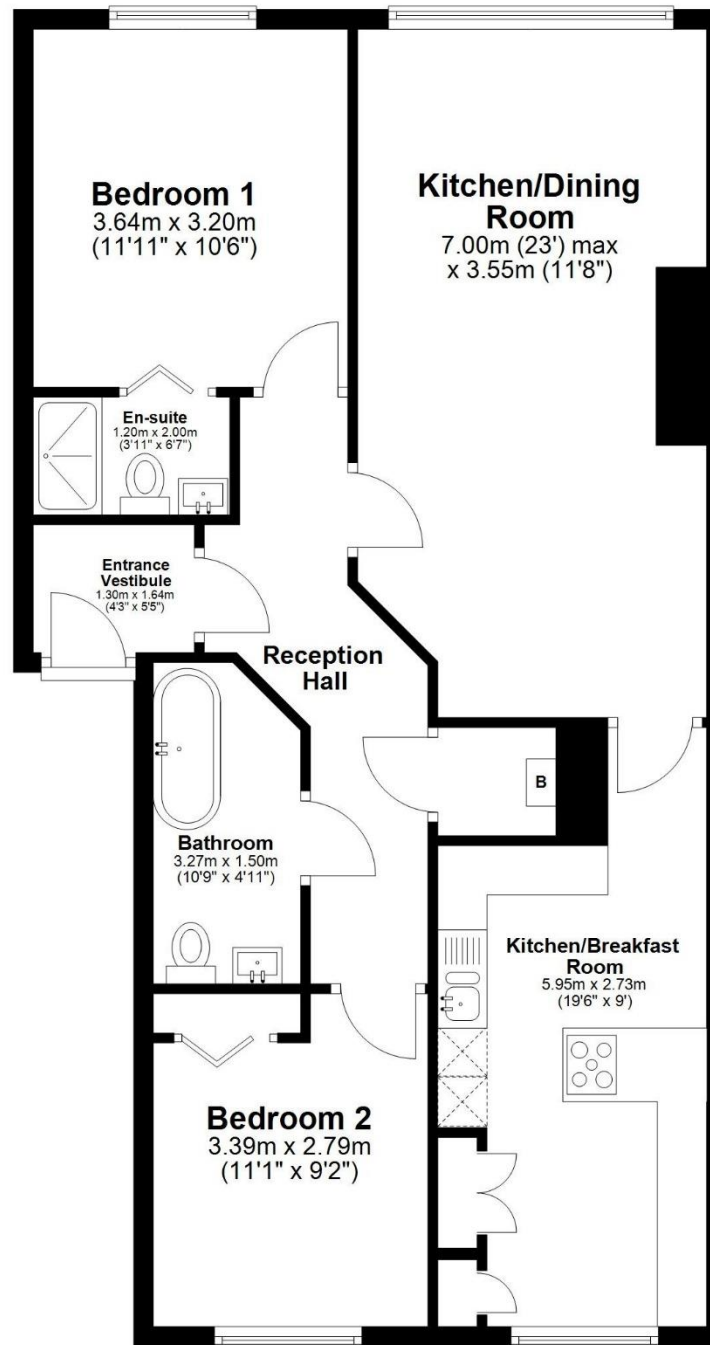 Bedroom 1
3.64m x 3.20m
(11'11" x 10'6")
Kitchen/Dining
Room
7.00m (23') max
x 3.55m (11'8")
En-suite
1.20m x 2.00m
(3'11" x 6'7")
Entrance
Vestibule
1.30m x 1.64m
(4'3" x 5'5")
Reception
Hall
B
Bathroom
3.27m x 1.50m
(10'9" x 4'11")
Kitchen/Breakfast
Room
5.95m x 2.73m
(19'6" x 9')
Bedroom 2
3.39m x 2.79m
(11'1" x 9'2")